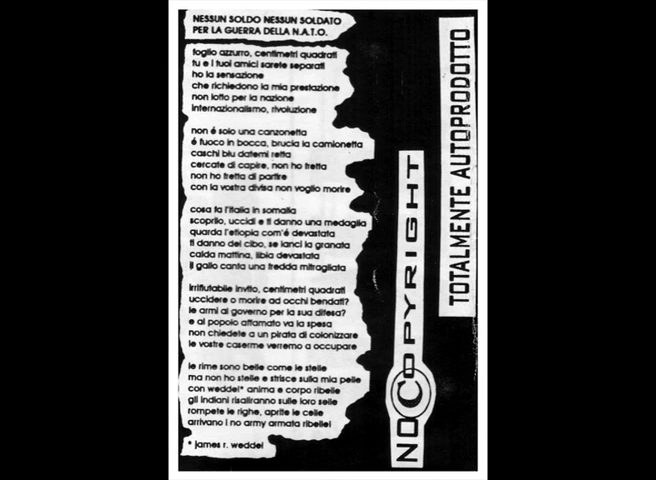 NESSUN SOLDO NESSUN SOLDATO
PER LA GUERRA DELLA N.A.T.O.
foglio azzurro, centimetri quadrati
tu e i tuoi amici sarete separati
ho la sensazione
che richiedono la mia prestazione
non lotto per la nazione
internazionalismo, rivoluzione
non é solo una canzonetta
é fuoco in bocca, brucia la camionetta
caschi blu datemi retta
cercate di capire, non ho fretta
non ho fretta di partire
con la vostra divisa non voglio morire
cosa fa l'italia in somalia
scoprilo, uccidi e ti danno una medaglia
guarda l'etiopia com'é devastata
ti danno del cibo, se lanci la granata
calda mattina, libia devastata
il gallo canta una fredda mitragliata
irrifiutabile invito, centimetri quadrati
uccidere o morire ad occhi bendati?
le armi al governo per la sua difesa?
e al popolo affamato va la spesa
non chiedete a un pirata di colonizzare
le vostre caserme verremo a occupare
le rime sono belle come le stelle
ma non ho stelle e strisce sulla mia pelle
con weddel* anima e corpo ribelle
gli indiani risaliranno sulle loro selle
rompete le righe, aprite le celle
arrivano i no army armata ribelle!
* james r. weddel
NO COPYRIGHT
TOTALMENTE AUTOPRODOTTO